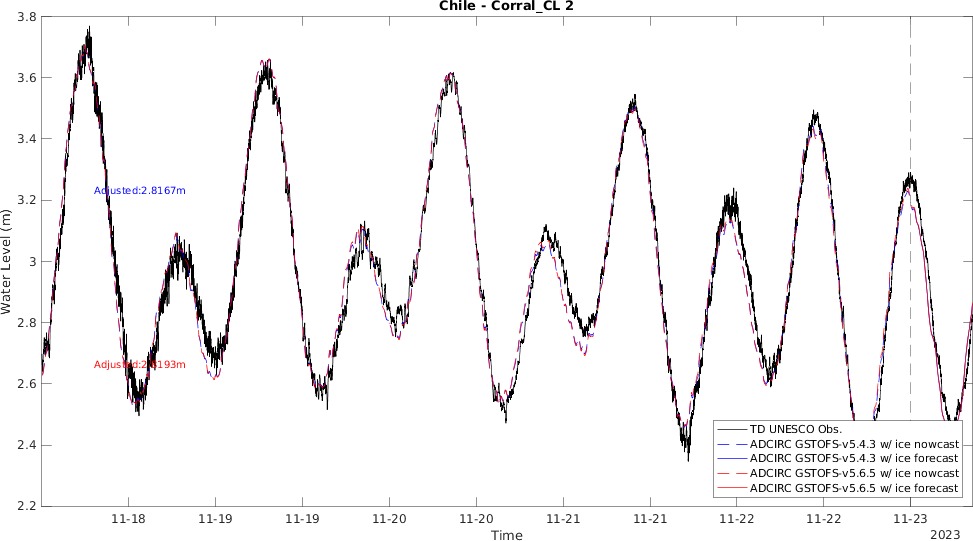 Chile - Corral_CL 2
3.8
3.6
3.4
3.2
3
2.8
2.6
2.4
2.2
Water Level (m)
Adjusted:2.8167m
TD UNESCO Obs.
ADCIRC GSTOFS-v5.4.3 w/ ice nowcast
ADCIRC GSTOFS-v5.4.3 w/ ice forecast
ADCIRC GSTOFS-v5.6.5 w/ ice nowcast
ADCIRC GSTOFS-v5.6.5 w/ ice forecast
11-18 11-19 11-19 11-20 11-20 11-21 11-21 11-22 11-22 11-23
Time
2023